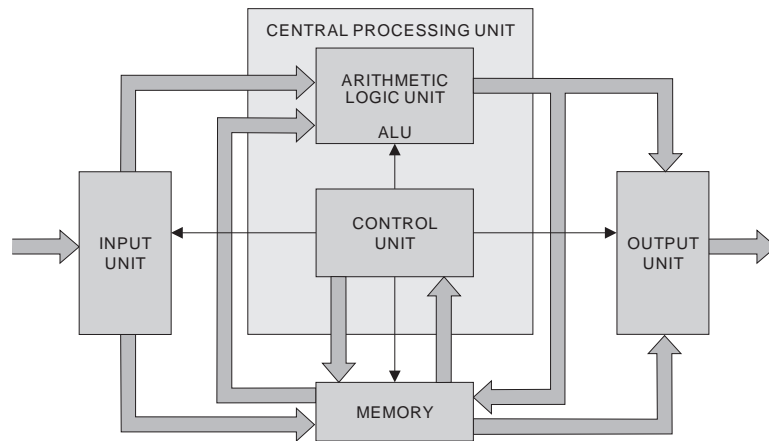 CENTRAL PROCESSING UNIT
ARITHMETIC
LOGIC UNIT
ALU
INPUT
UNIT
CONTROL
UNIT
OUTPUT
UNIT
MEMORY